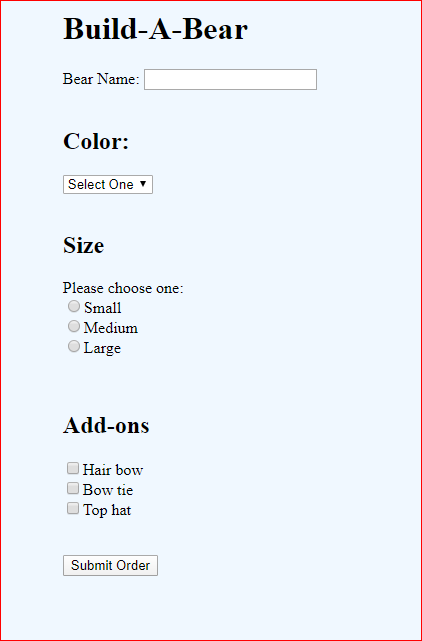 Build-A-Bear
Bear Name:
Color:
Select One
Size
Please choose one:
Small
Medium
Large
Add-ons
Hair bow
Bow tie
Top hat
Submit Order